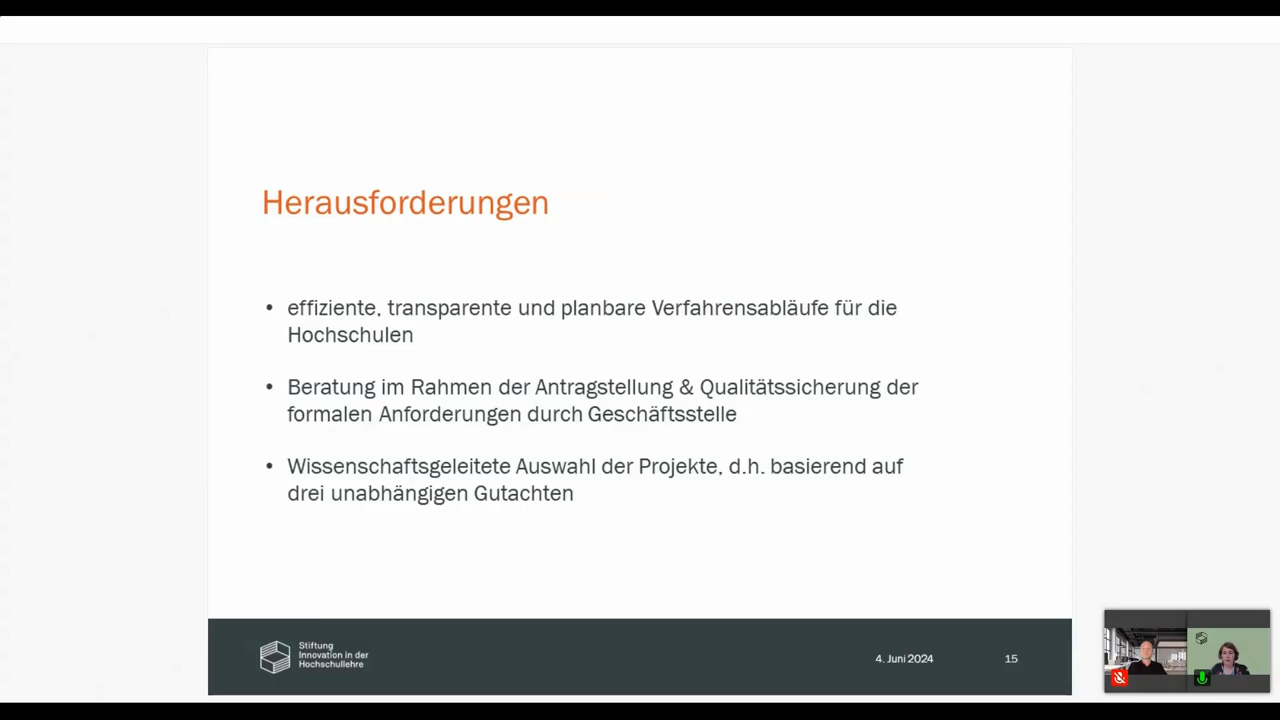 Herausforderungen
• effiziente, transparente und planbare Verfahrensabläufe für die
Hochschulen
• Beratung im Rahmen der Antragstellung & Qualitätssicherung der
formalen Anforderungen durch Geschäftsstelle
• Wissenschaftsgeleitete Auswahl der Projekte, d.h. basierend auf
drei unabhängigen Gutachten
Stiftung
Innovation in der
Hochschullehre
4. Juni 2024
15